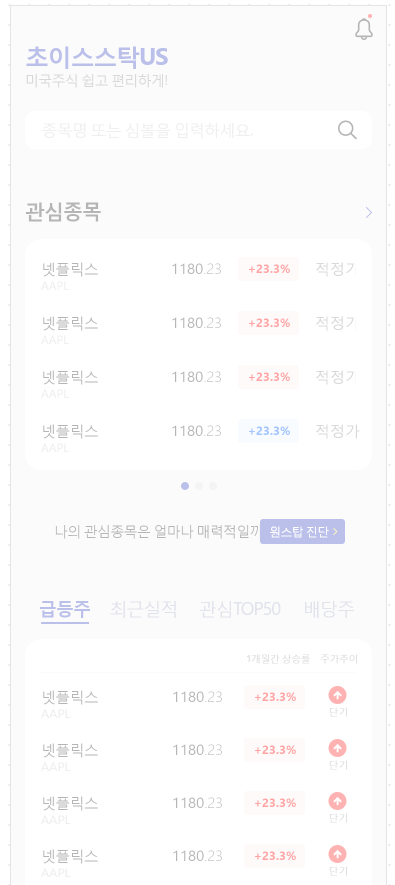 초이스스탁US
미국주식 쉽고 편리하게!
종목명 또는 심볼을 입력하세요.
관심종목
넷플릭스 1180.23 +23.3% 적정가
AAPL
넷플릭스 1180.23 +23.3% 적정가
AAPL
넷플릭스 1180.23 +23.3% 적정가
AAPL
넷플릭스 1180.23 +23.3% 적정가
AAPL
나의 관심종목은 얼마나 매력적일까 원스탑 진단 >
급등주 최근실적 관심TOP50 배당주
1개월간 상승률 주가추이
넷플릭스 1180.23 +23.3% 단기
AAPL
넷플릭스 1180.23 +23.3% 단기
AAPL
넷플릭스 1180.23 +23.3% 단기
AAPL
넷플릭스 1180.23 +23.3% 단기
AAPL